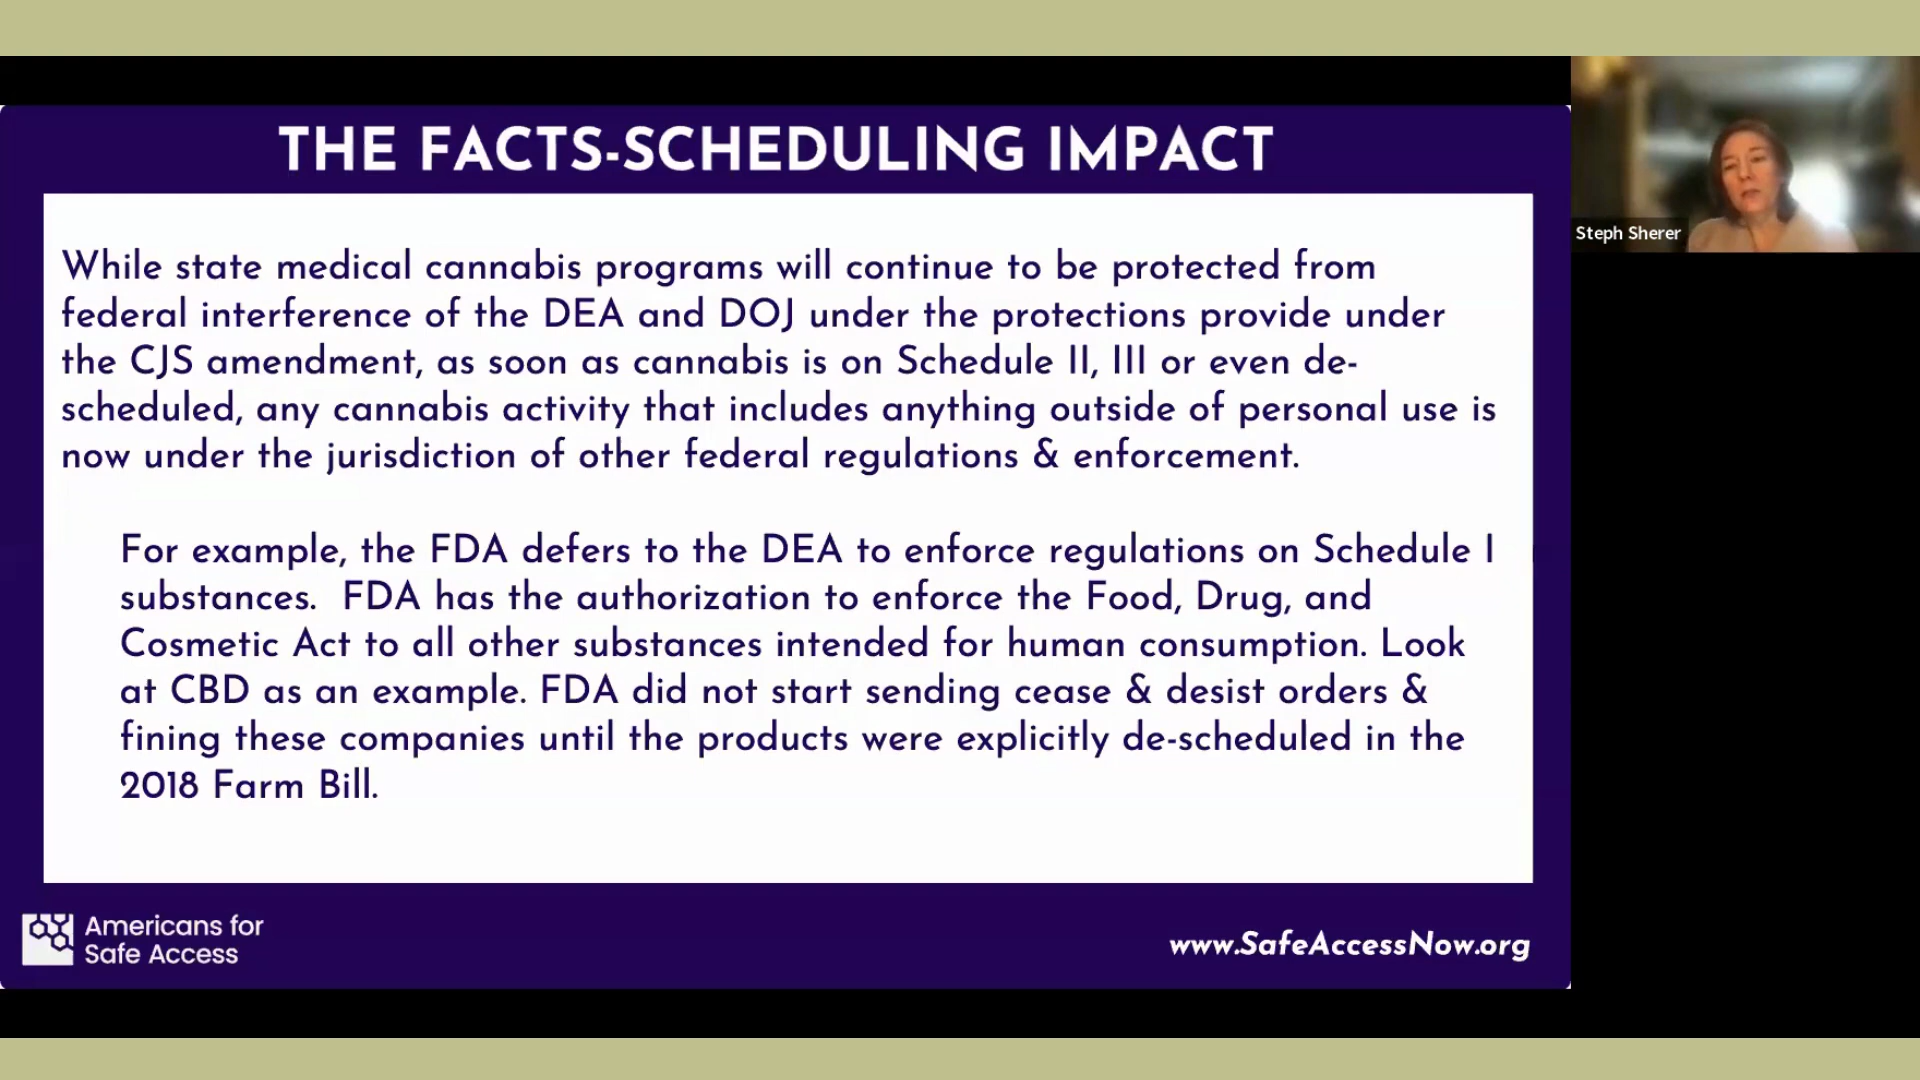 THE FACTS-SCHEDULING IMPACT
While state medical cannabis programs will continue to be protected from
federal interference of the DEA and DOJ under the protections provide under
the CJS amendment, as soon as cannabis is on Schedule II, III or even de-
scheduled, any cannabis activity that includes anything outside of personal use is
now under the jurisdiction of other federal regulations & enforcement.
For example, the FDA defers to the DEA to enforce regulations on Schedule I
substances. FDA has the authorization to enforce the Food, Drug, and
Cosmetic Act to all other substances intended for human consumption. Look
at CBD as an example. FDA did not start sending cease & desist orders &
fining these companies until the products were explicitly de-scheduled in the
2018 Farm Bill.
Americans for
Safe Access
www.SafeAccessNow.org
Steph Sherer